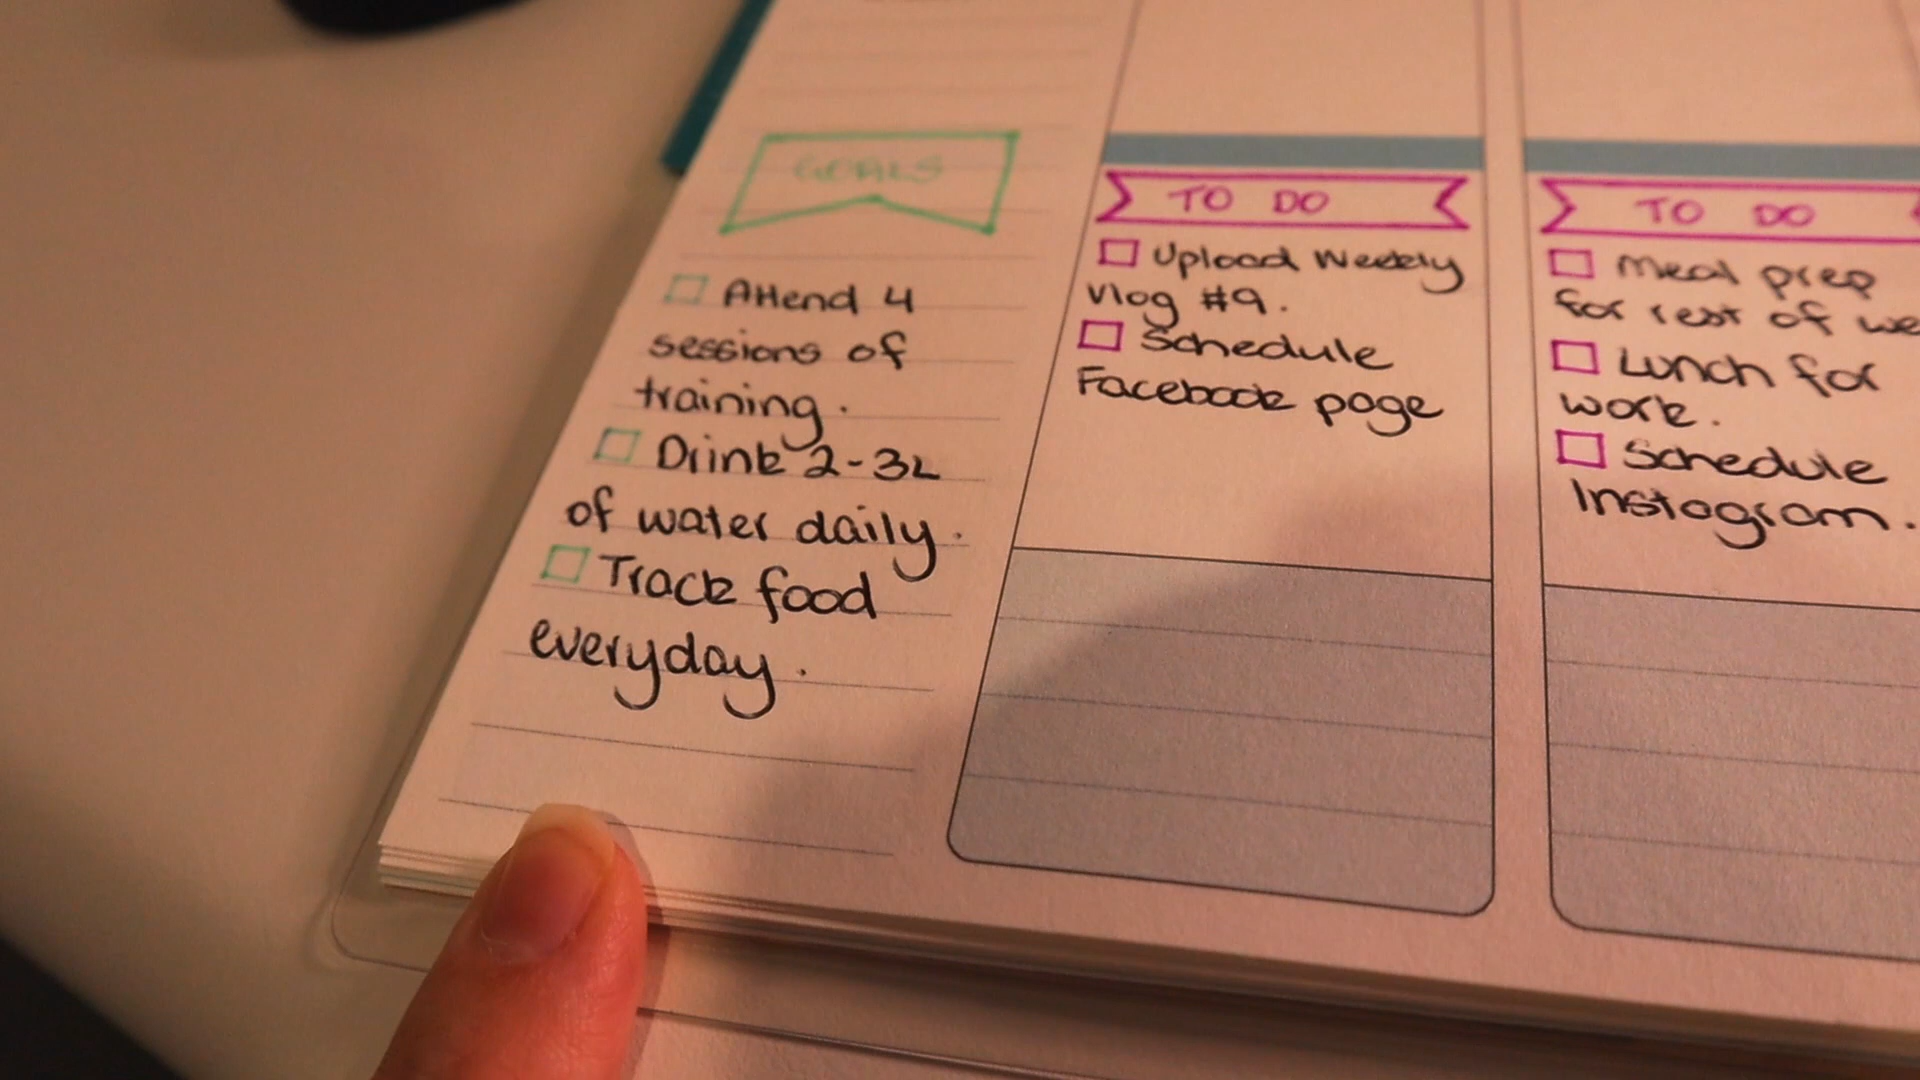 GOALS
Attend 4
sessions of
training.
Drink 2-3L
of water daily.
Track food
everyday.
TO DO
Upload Weekly
Vlog #9.
Schedule
Facebook page
TO DO
Meal prep
for rest of we
Lunch for
work.
Schedule
Instagram.